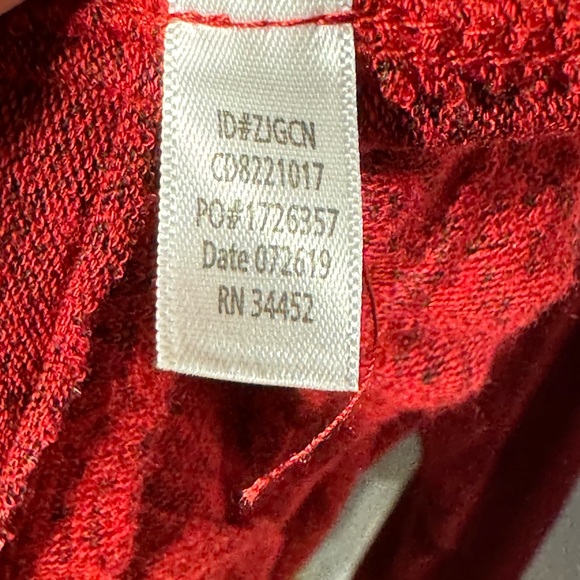 ID#ZJGCN
CD8221017
PO#1726357
Date 072619
RN 34452